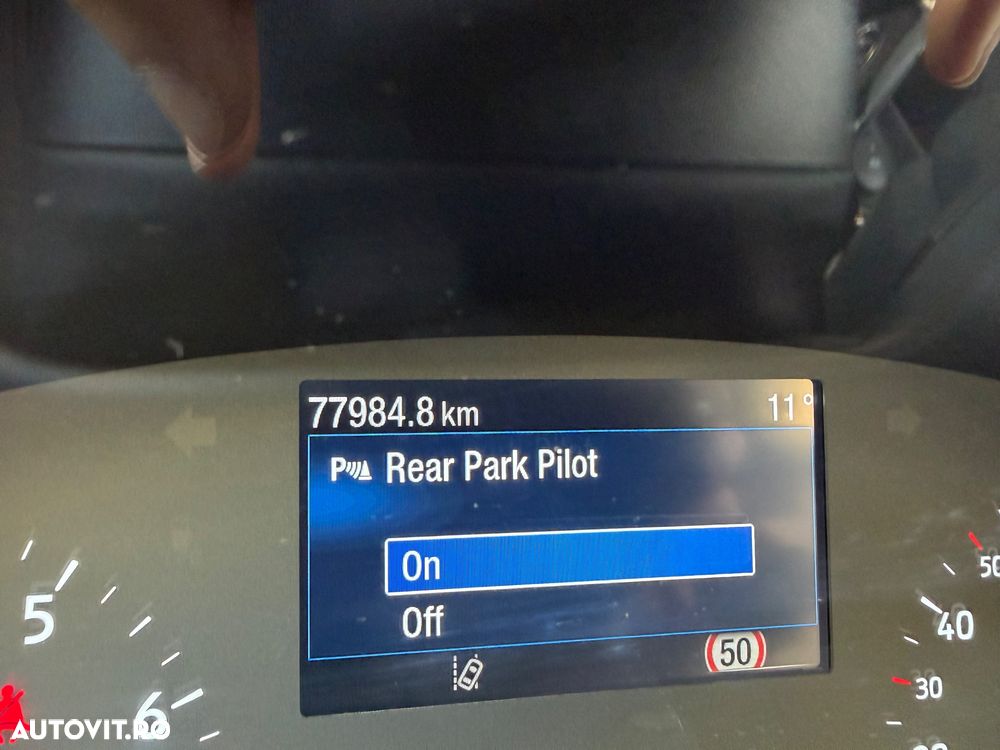 77984.8 km 11°
P Rear Park Pilot
On
Off
50
5
6
50
40
30
AUTOVIT.RO